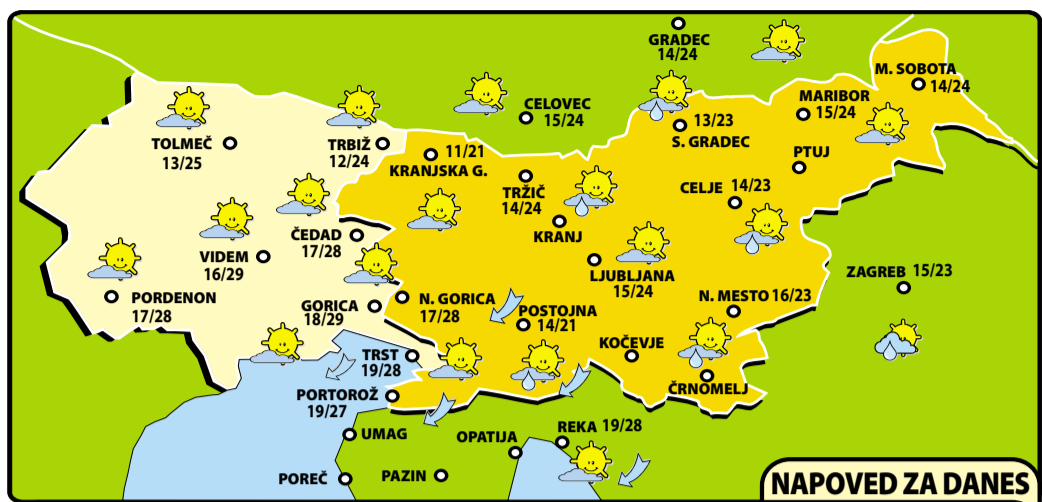 GRADEC
14/24
M. SOBOTA
14/24
CELOVEC
15/24
MARIBOR
15/24
13/23
S. GRADEC
TOLMEČ
13/25
TRBIŽ
12/24
11/21
KRANJSKA G.
PTUJ
TRŽIČ
14/24
CELJE 14/23
KRANJ
ČEDAD
17/28
VIDEM
16/29
LJUBLJANA
15/24
ZAGREB 15/23
PORDENON
17/28
GORICA
18/29
N. GORICA
17/28
POSTOJNA
14/21
N. MESTO 16/23
KOČEVJE
TRST
19/28
ČRNOMELJ
PORTOROŽ
19/27
UMAG
OPATIJA
REKA 19/28
POREČ
PAZIN
NAPOVED ZA DANES